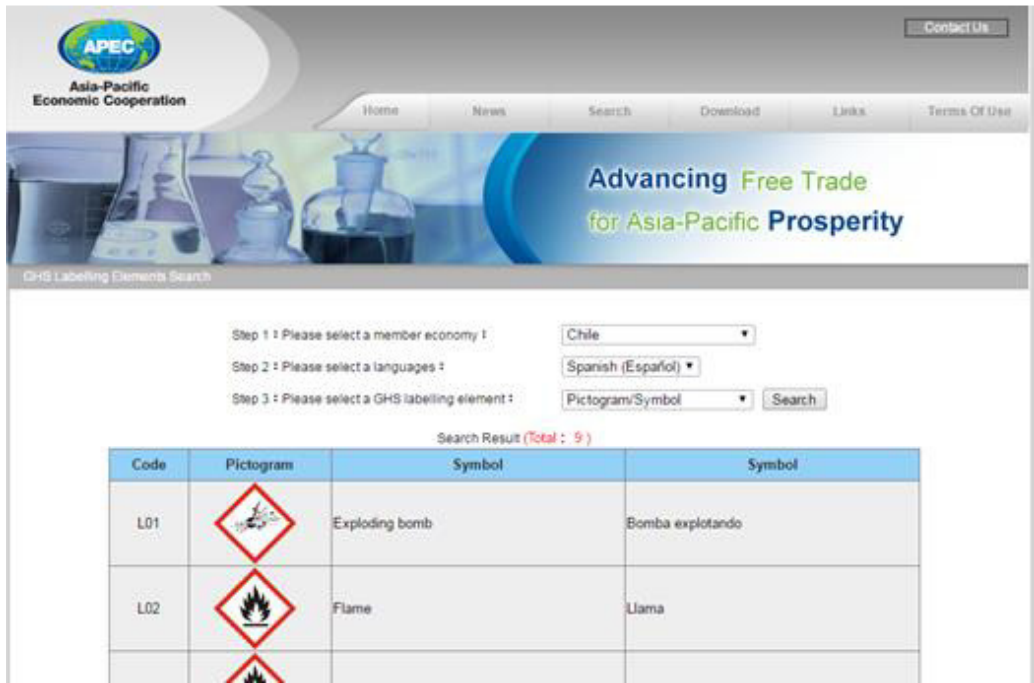 Contact Us
APEC
Asia-Pacific
Economic Cooperation
Home News Search Download Links Terms Of Use
Advancing Free Trade
for Asia-Pacific Prosperity
GHS Labelling Elements Search
Step 1：Please select a member economy： Chile
Step 2：Please select a languages： Spanish (Español)
Step 3：Please select a GHS labelling element： Pictogram/Symbol Search
Search Result (Total： 9 )
Code Pictogram Symbol Symbol
L01 Exploding bomb Bomba explotando
L02 Flame Llama